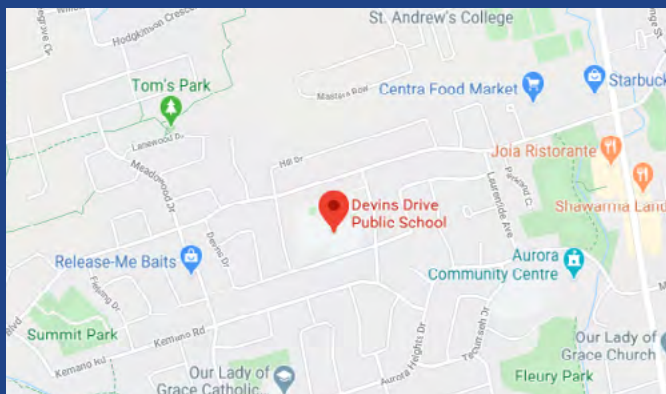 Hodgkinson Crescent
St. Andrew's College
Tom's Park
Centra Food Market
Starbuck
Lanewood Dr
Hill Dr
Joia Ristorante
Meadowood Dr
Laurentide Ave
Devins Drive
Public School
Shawarma Land
Devins Dr
Release-Me Baits
Aurora
Community Centre
Fleming Dr
Blvd
Summit Park
Kemano Rd
Kemano Rd
Aurora Heights Dr
Tecumseh Dr
Our Lady of
Grace Church
Our Lady of
Grace Catholic...
Fleury Park